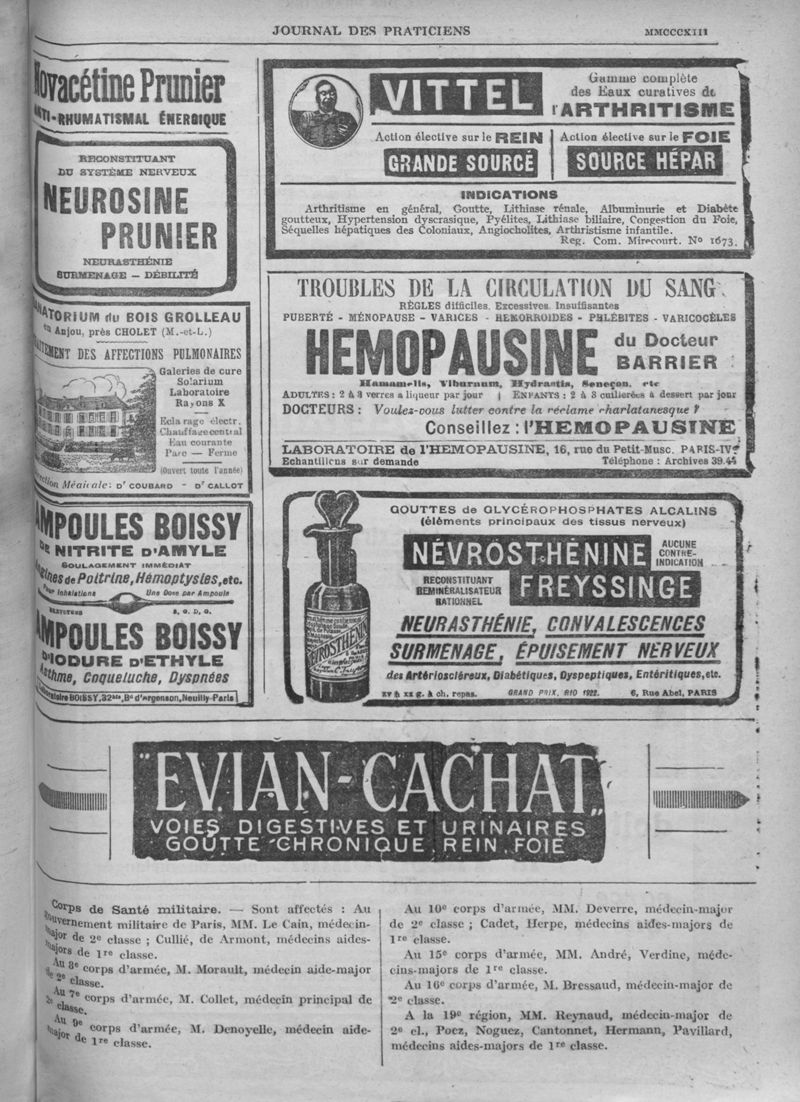 JOURNAL DES PRATICIENS
MMCCCXIII
Novacétine Prunier
ANTI-RHUMATISMAL ÉNERGIQUE
RECONSTITUANT
DU SYSTÈME NERVEUX
NEUROSINE
PRUNIER
NEURASTHÉNIE
SURMENAGE — DÉBILITÉ
SANATORIUM du BOIS GROLLEAU
en Anjou, près CHOLET (M.-et-L.)
TRAITEMENT DES AFFECTIONS PULMONAIRES
Galeries de cure
Solarium
Laboratoire
Rayons X
Eclairage électr.
Chauffage central
Eau courante
Parc — Ferme
(Ouvert toute l'année)
Direction Médicale: Dr COUBARD - Dr CALLOT
AMPOULES BOISSY
DE NITRITE D'AMYLE
SOULAGEMENT IMMÉDIAT
Angines de Poitrine, Hémoptysies, etc.
Pour Inhalations Une Dose par Ampoule
S. G. D. G.
AMPOULES BOISSY
D'IODURE D'ETHYLE
Asthme, Coqueluche, Dyspnées
Laboratoire BOISSY, 32bis, Bd d'Argenson, Neuilly-Paris
VITTEL
Gamme complète
des Eaux curatives de
l'ARTHRITISME
Action élective sur le REIN
GRANDE SOURCE
Action élective sur le FOIE
SOURCE HÉPAR
INDICATIONS
Arthritisme en général, Goutte, Lithiase rénale, Albuminurie et Diabète
goutteux, Hypertension dyscrasique, Pyélites, Lithiase biliaire, Congestion du Foie,
Séquelles hépatiques des Coloniaux, Angiocholites, Arthristisme infantile.
Reg. Com. Mirecourt. No 1673.
TROUBLES DE LA CIRCULATION DU SANG
RÈGLES difficiles, Excessives, Insuffisantes
PUBERTÉ - MÉNOPAUSE - VARICES - HEMORROIDES - PHLÉBITES - VARICOCÈLES
HEMOPAUSINE
du Docteur
BARRIER
Hamamelis, Viburnum, Hydrastis, Seneçon, etc
ADULTES : 2 à 3 verres à liqueur par jour | ENFANTS : 2 à 3 cuillerées à dessert par jour
DOCTEURS : Voulez-vous lutter contre la réclame charlatanesque ?
Conseillez : l'HEMOPAUSINE
LABORATOIRE de l'HEMOPAUSINE, 16, rue du Petit-Musc, PARIS-IVe
Echantillons sur demande Téléphone : Archives 39.45
GOUTTES de GLYCÉROPHOSPHATES ALCALINS
(éléments principaux des tissus nerveux)
NÉVROSTHÉNINE
AUCUNE
CONTRE-
INDICATION
RECONSTITUANT
REMINÉRALISATEUR
RATIONNEL
FREYSSINGE
NEUROSTHÉNINE
NEURASTHÉNIE, CONVALESCENCES
SURMENAGE, ÉPUISEMENT NERVEUX
des Artérioscléreux, Diabétiques, Dyspeptiques, Entéritiques, etc.
XV à XX g. à ch. repas. GRAND PRIX, RIO 1922. 6, Rue Abel, PARIS
"EVIAN-CACHAT"
VOIES DIGESTIVES ET URINAIRES
GOUTTE CHRONIQUE, REIN, FOIE
Corps de Santé militaire. — Sont affectés : Au
Gouvernement militaire de Paris, MM. Le Cain, médecin-
major de 2e classe ; Cullié, de Armont, médecins aides-
majors de 1re classe.
Au 3e corps d'armée, M. Morault, médecin aide-major
de 2e classe.
Au 7e corps d'armée, M. Collet, médecin principal de
2e classe.
Au 9e corps d'armée, M. Denoyelle, médecin aide-
major de 1re classe.
Au 10e corps d'armée, MM. Deverre, médecin-major
de 2e classe ; Cadet, Herpe, médecins aides-majors de
1re classe.
Au 15e corps d'armée, MM. André, Verdine, méde-
cins-majors de 1re classe.
Au 16e corps d'armée, M. Bressaud, médecin-major de
2e classe.
A la 19e région, MM. Reynaud, médecin-major de
2e cl., Poez, Noguez, Cantonnet, Hermann, Pavillard,
médecins aides-majors de 1re classe.